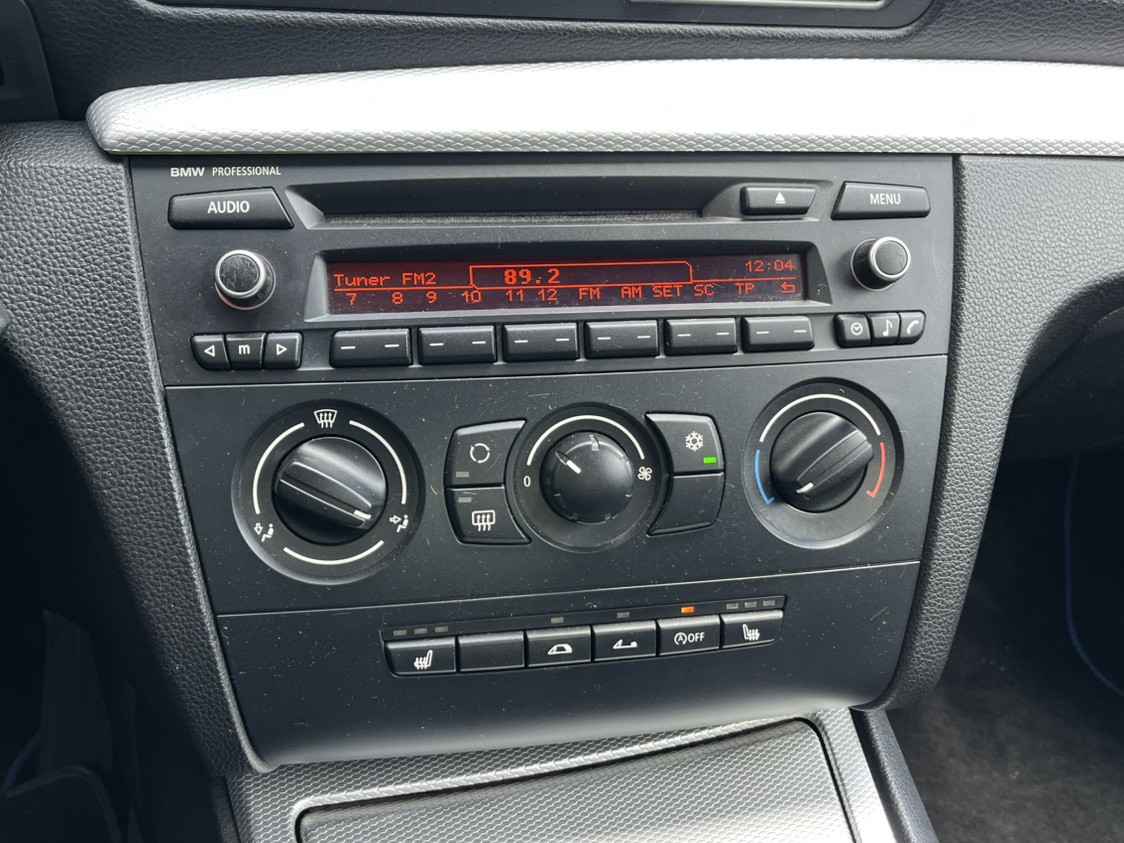 BMW PROFESSIONAL
AUDIO
MENU
Tuner FM2 89.2 12:04
7 8 9 10 11 12 FM AM SET SC TP
m
0
OFF